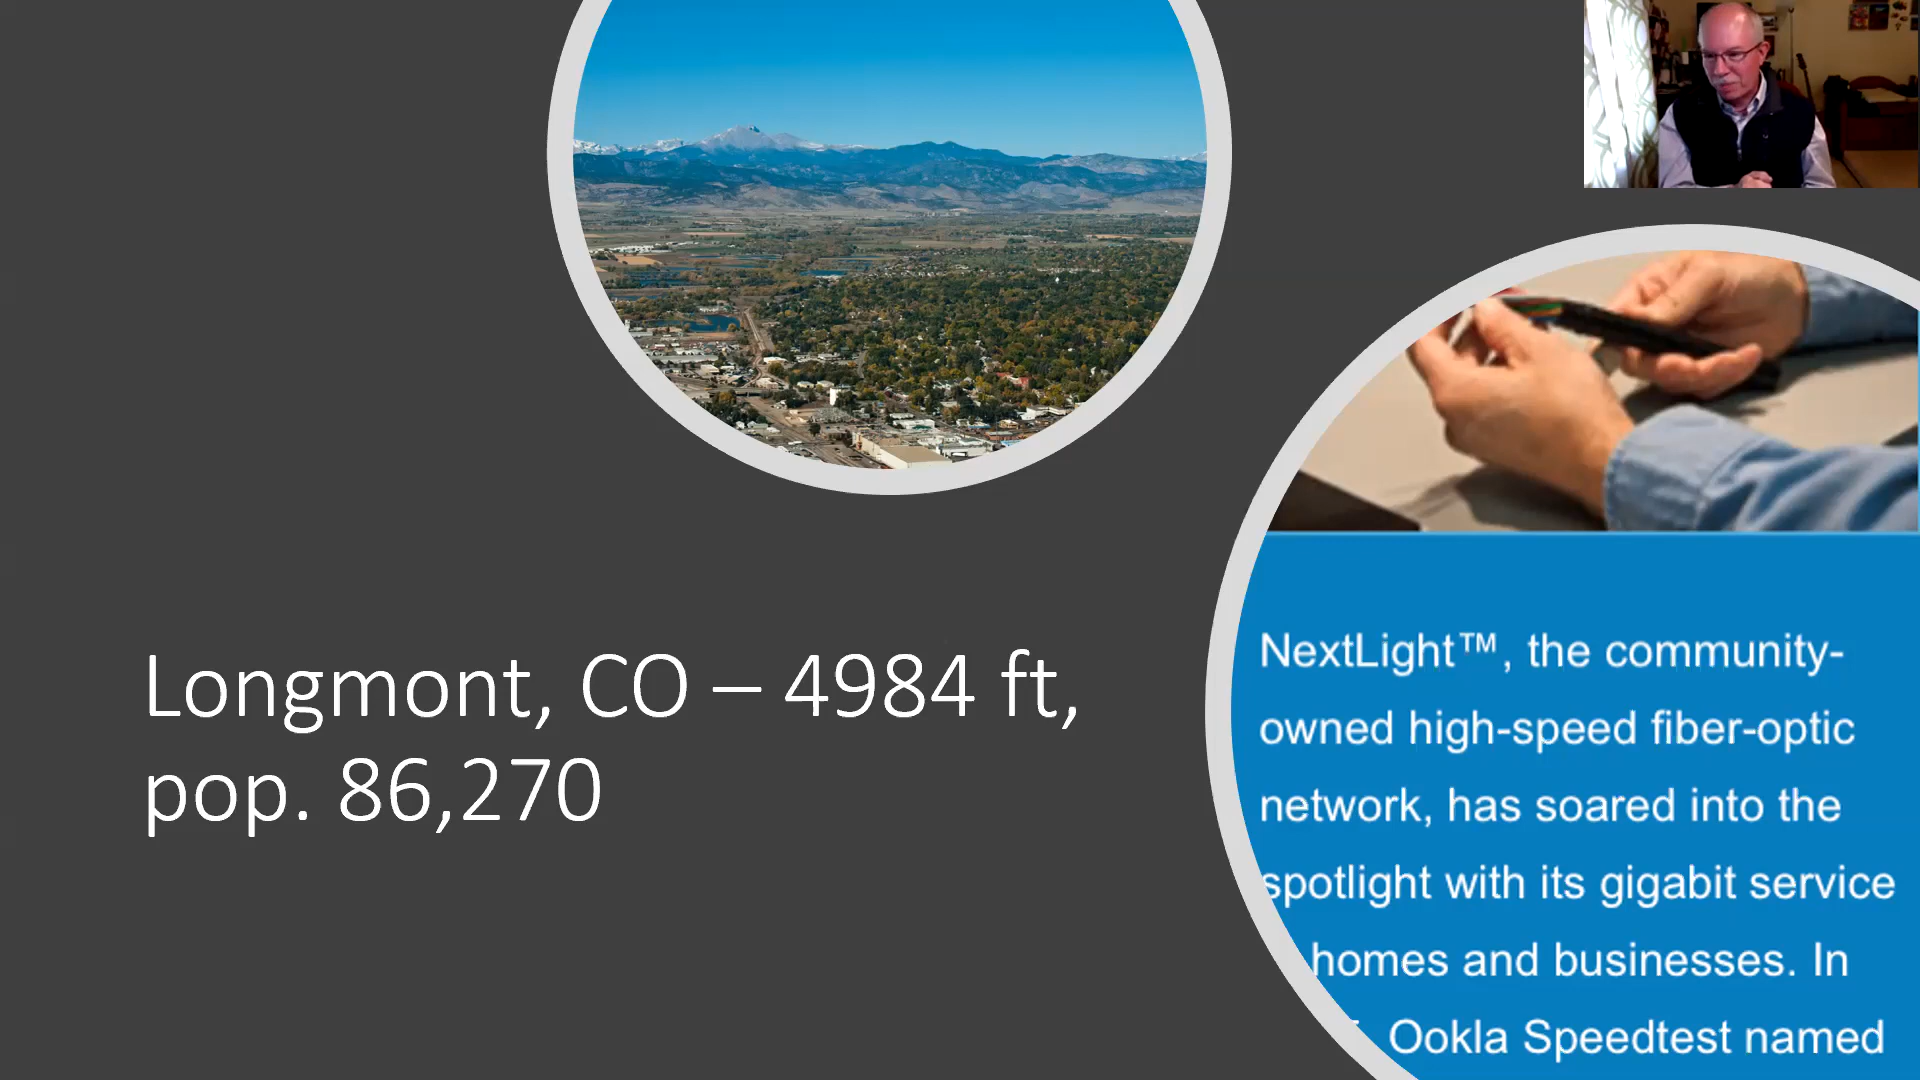 Longmont, CO – 4984 ft,
pop. 86,270
NextLight™, the community-
owned high-speed fiber-optic
network, has soared into the
spotlight with its gigabit service
homes and businesses. In
Ookla Speedtest named